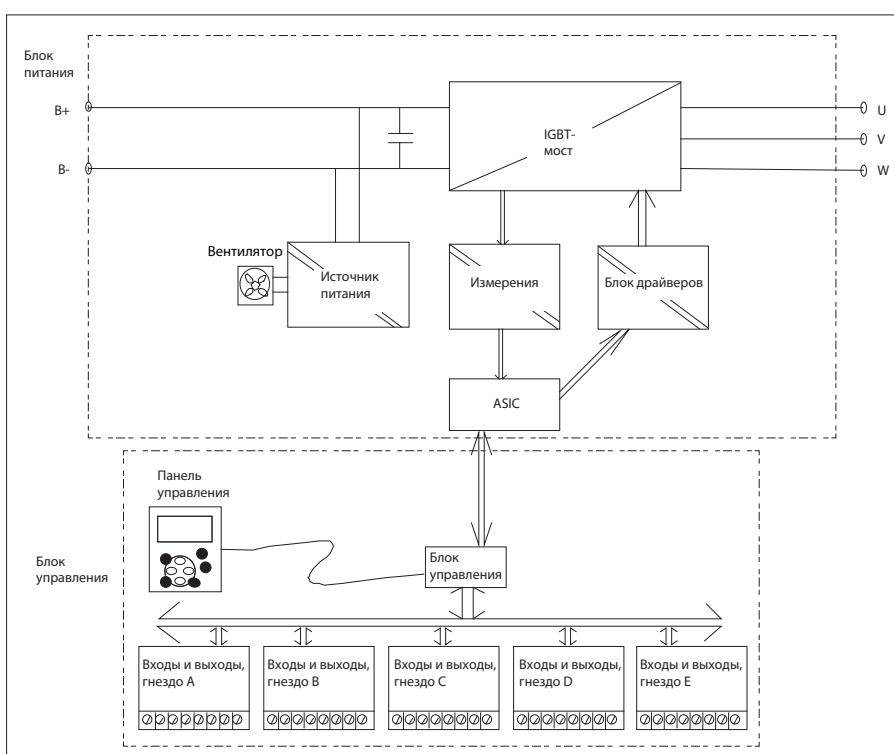 Блок
питания
B+
B-
IGBT-
мост
U
V
W
Вентилятор
Источник
питания
Измерения
Блок драйверов
ASIC
Панель
управления
Блок
управления
Блок
управления
Входы и выходы,
гнездо A
Входы и выходы,
гнездо B
Входы и выходы,
гнездо C
Входы и выходы,
гнездо D
Входы и выходы,
гнездо E